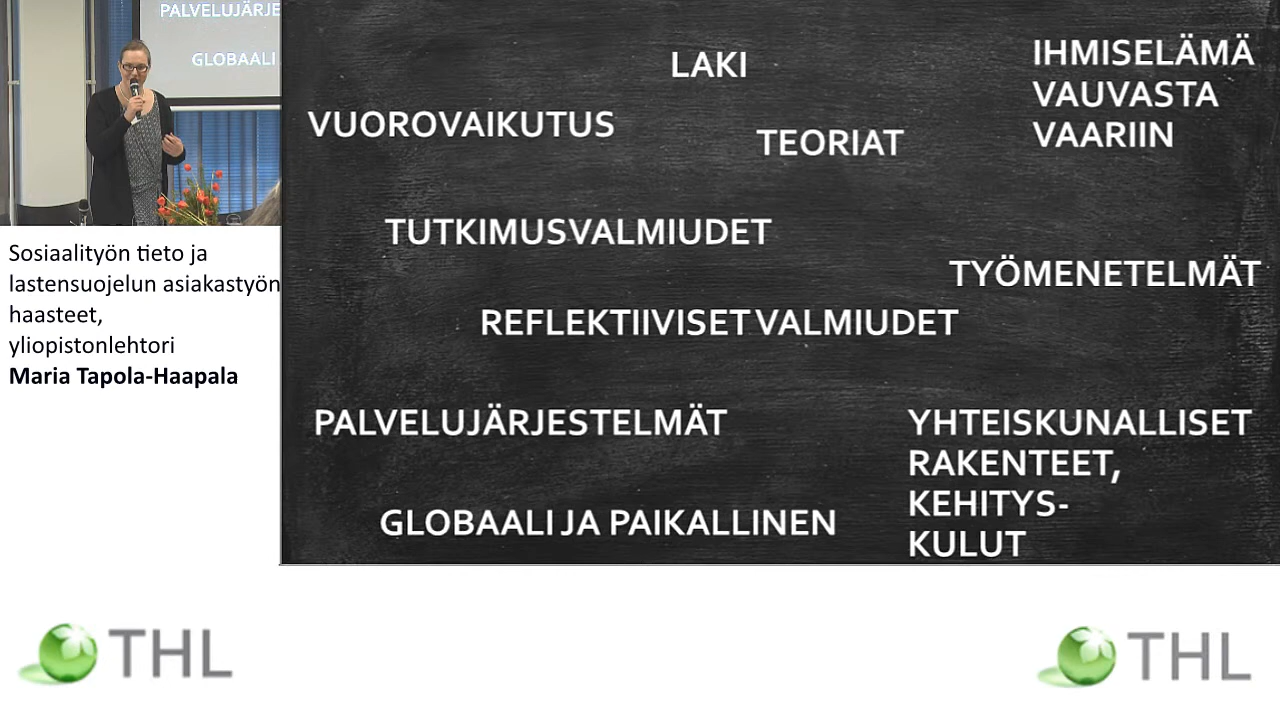 PALVELUJÄRJE
GLOBAALI
Sosiaalityön tieto ja
lastensuojelun asiakastyön
haasteet,
yliopistonlehtori
Maria Tapola-Haapala
LAKI
IHMISELÄMÄ
VAUVASTA
VAARIIN
VUOROVAIKUTUS
TEORIAT
TUTKIMUSVALMIUDET
TYÖMENETELMÄT
REFLEKTIIVISET VALMIUDET
PALVELUJÄRJESTELMÄT
YHTEISKUNALLISET
RAKENTEET,
KEHITYS-
KULUT
GLOBAALI JA PAIKALLINEN
THL
THL